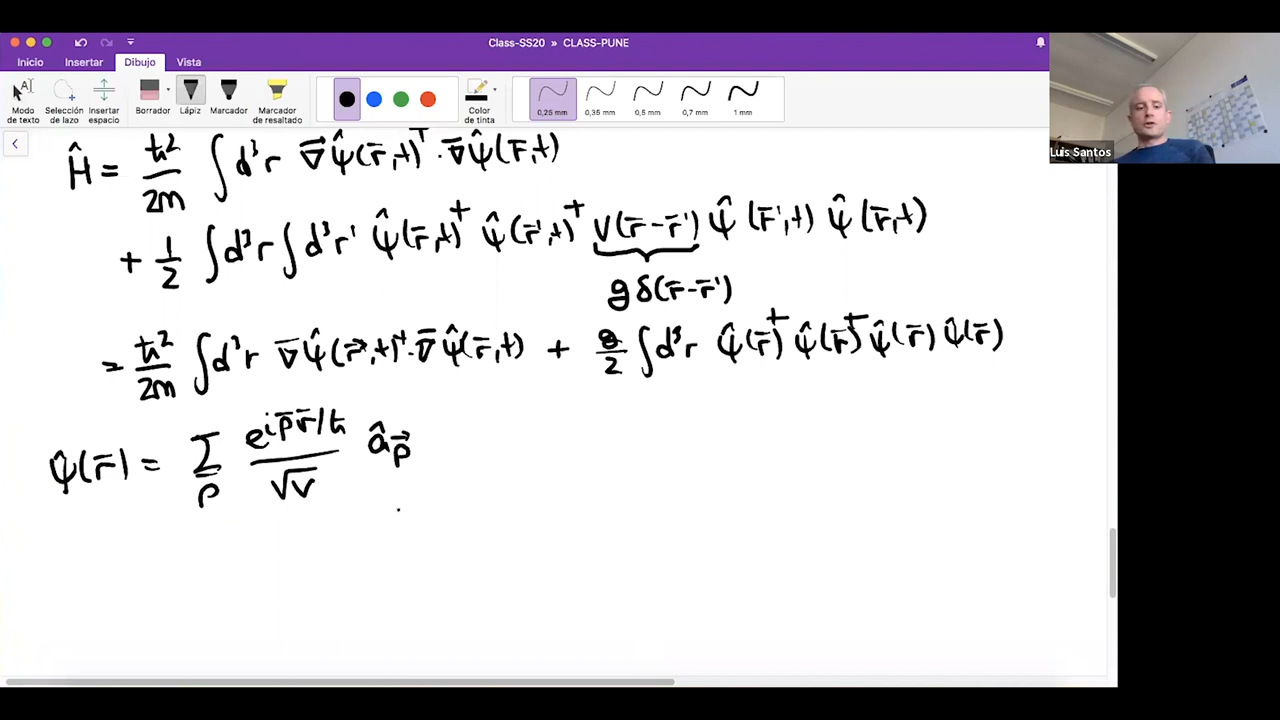 Class-SS20 » CLASS-PUNE
Inicio Insertar Dibujo Vista
Modo de texto Selección de lazo Insertar espacio Borrador Lápiz Marcador Marcador de resaltado Color de tinta 0,25 mm 0,35 mm 0,5 mm 0,7 mm 1 mm
Luis Santos
Ĥ = ħ²/2m ∫d³r ∇⃗ψ̂(r̄,t)⁺·∇̄ψ̂(r̄,t)
+ 1/2 ∫d³r ∫d³r' ψ̂(r̄,t)⁺ ψ̂(r̄',t)⁺ V(r̄-r̄') ψ̂(r̄',t) ψ̂(r̄,t)
gδ(r̄-r̄')
= ħ²/2m ∫d³r ∇̄ψ̂(r⃗,t)⁺·∇̄ψ̂(r̄,t) + g/2 ∫d³r ψ̂(r̄)⁺ ψ̂(r̄)⁺ ψ̂(r̄) ψ̂(r̄)
ψ̂(r̄) = Σ_p e^{ip̄r̄/ħ}/√V â_p⃗